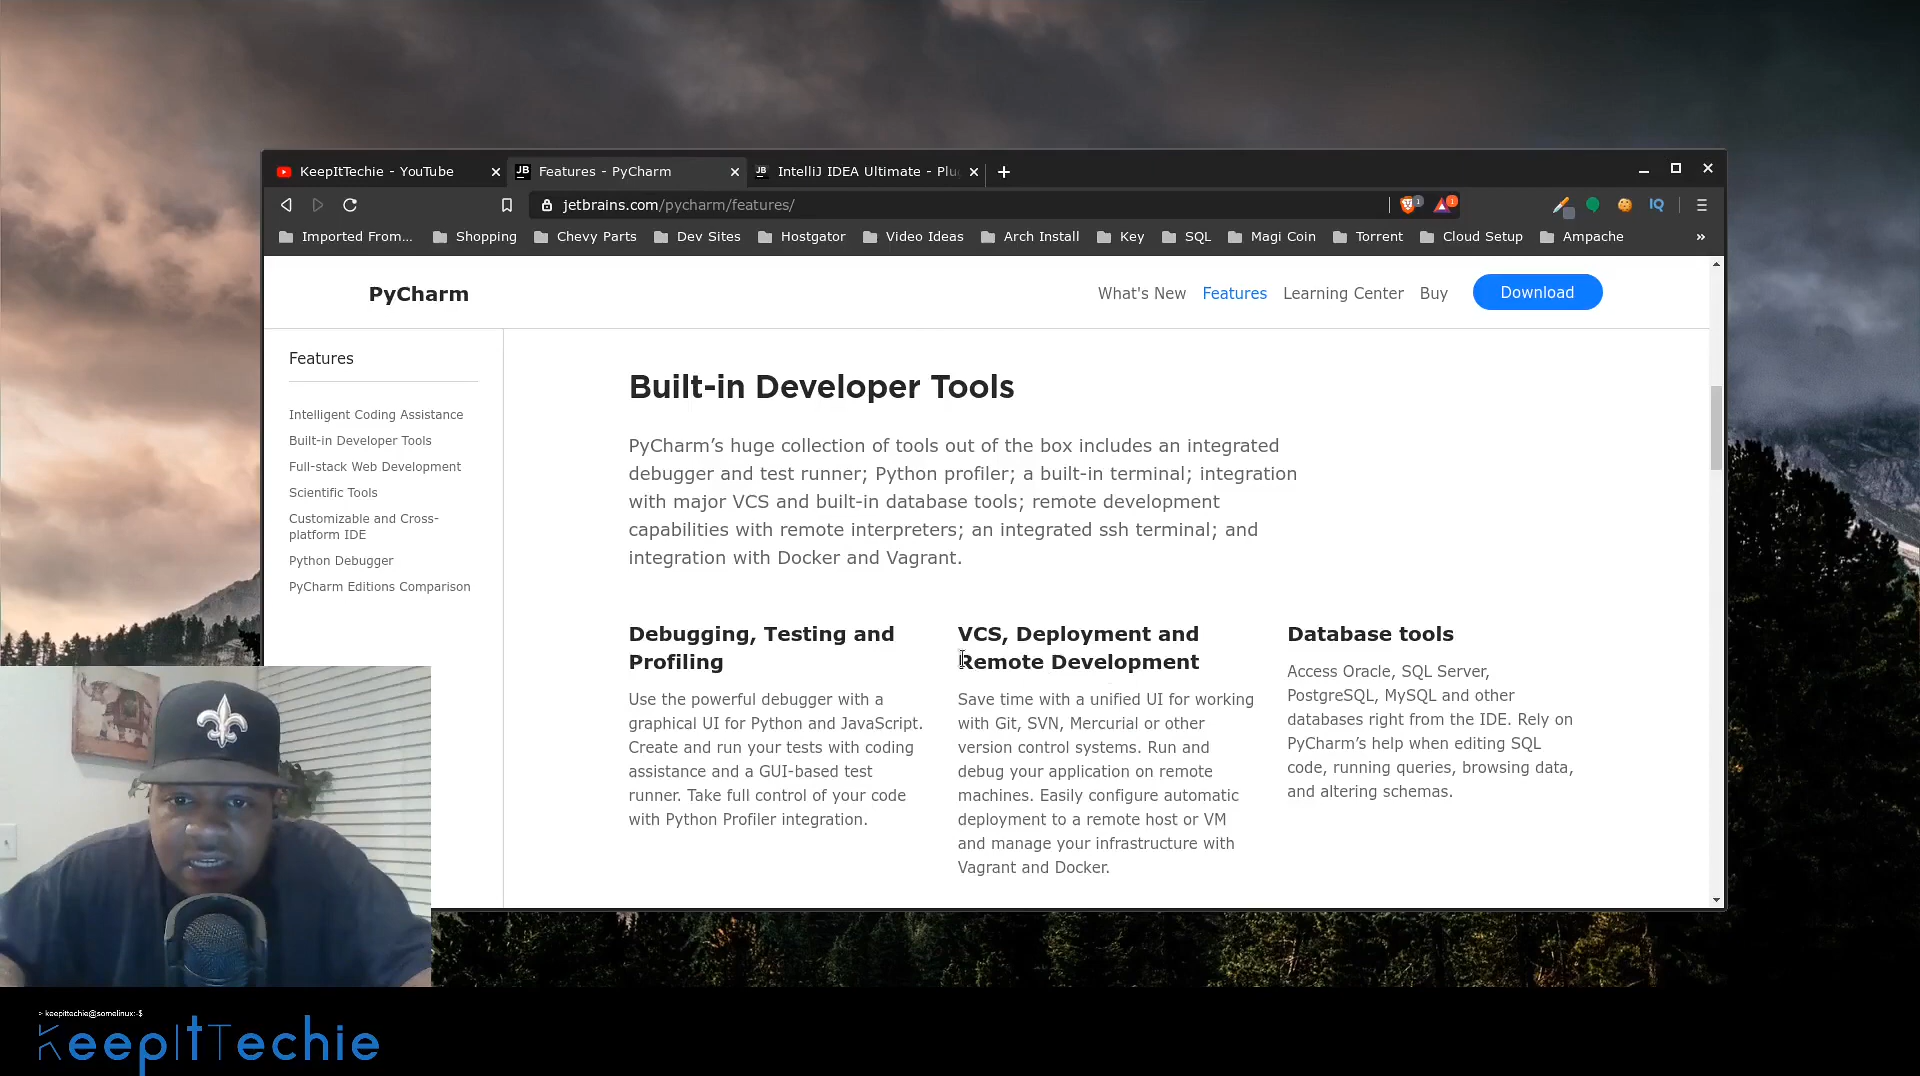 KeepItTechie - YouTube
Features - PyCharm
IntelliJ IDEA Ultimate - Plu
jetbrains.com/pycharm/features/
Imported From...
Shopping
Chevy Parts
Dev Sites
Hostgator
Video Ideas
Arch Install
Key
SQL
Magi Coin
Torrent
Cloud Setup
Ampache
»
PyCharm
What's New
Features
Learning Center
Buy
Download
Features
Intelligent Coding Assistance
Built-in Developer Tools
Full-stack Web Development
Scientific Tools
Customizable and Cross-
platform IDE
Python Debugger
PyCharm Editions Comparison
Built-in Developer Tools
PyCharm’s huge collection of tools out of the box includes an integrated
debugger and test runner; Python profiler; a built-in terminal; integration
with major VCS and built-in database tools; remote development
capabilities with remote interpreters; an integrated ssh terminal; and
integration with Docker and Vagrant.
Debugging, Testing and
Profiling
Use the powerful debugger with a
graphical UI for Python and JavaScript.
Create and run your tests with coding
assistance and a GUI-based test
runner. Take full control of your code
with Python Profiler integration.
VCS, Deployment and
Remote Development
Save time with a unified UI for working
with Git, SVN, Mercurial or other
version control systems. Run and
debug your application on remote
machines. Easily configure automatic
deployment to a remote host or VM
and manage your infrastructure with
Vagrant and Docker.
Database tools
Access Oracle, SQL Server,
PostgreSQL, MySQL and other
databases right from the IDE. Rely on
PyCharm’s help when editing SQL
code, running queries, browsing data,
and altering schemas.
> keepittechie@somelinux:-$
KeepItTechie